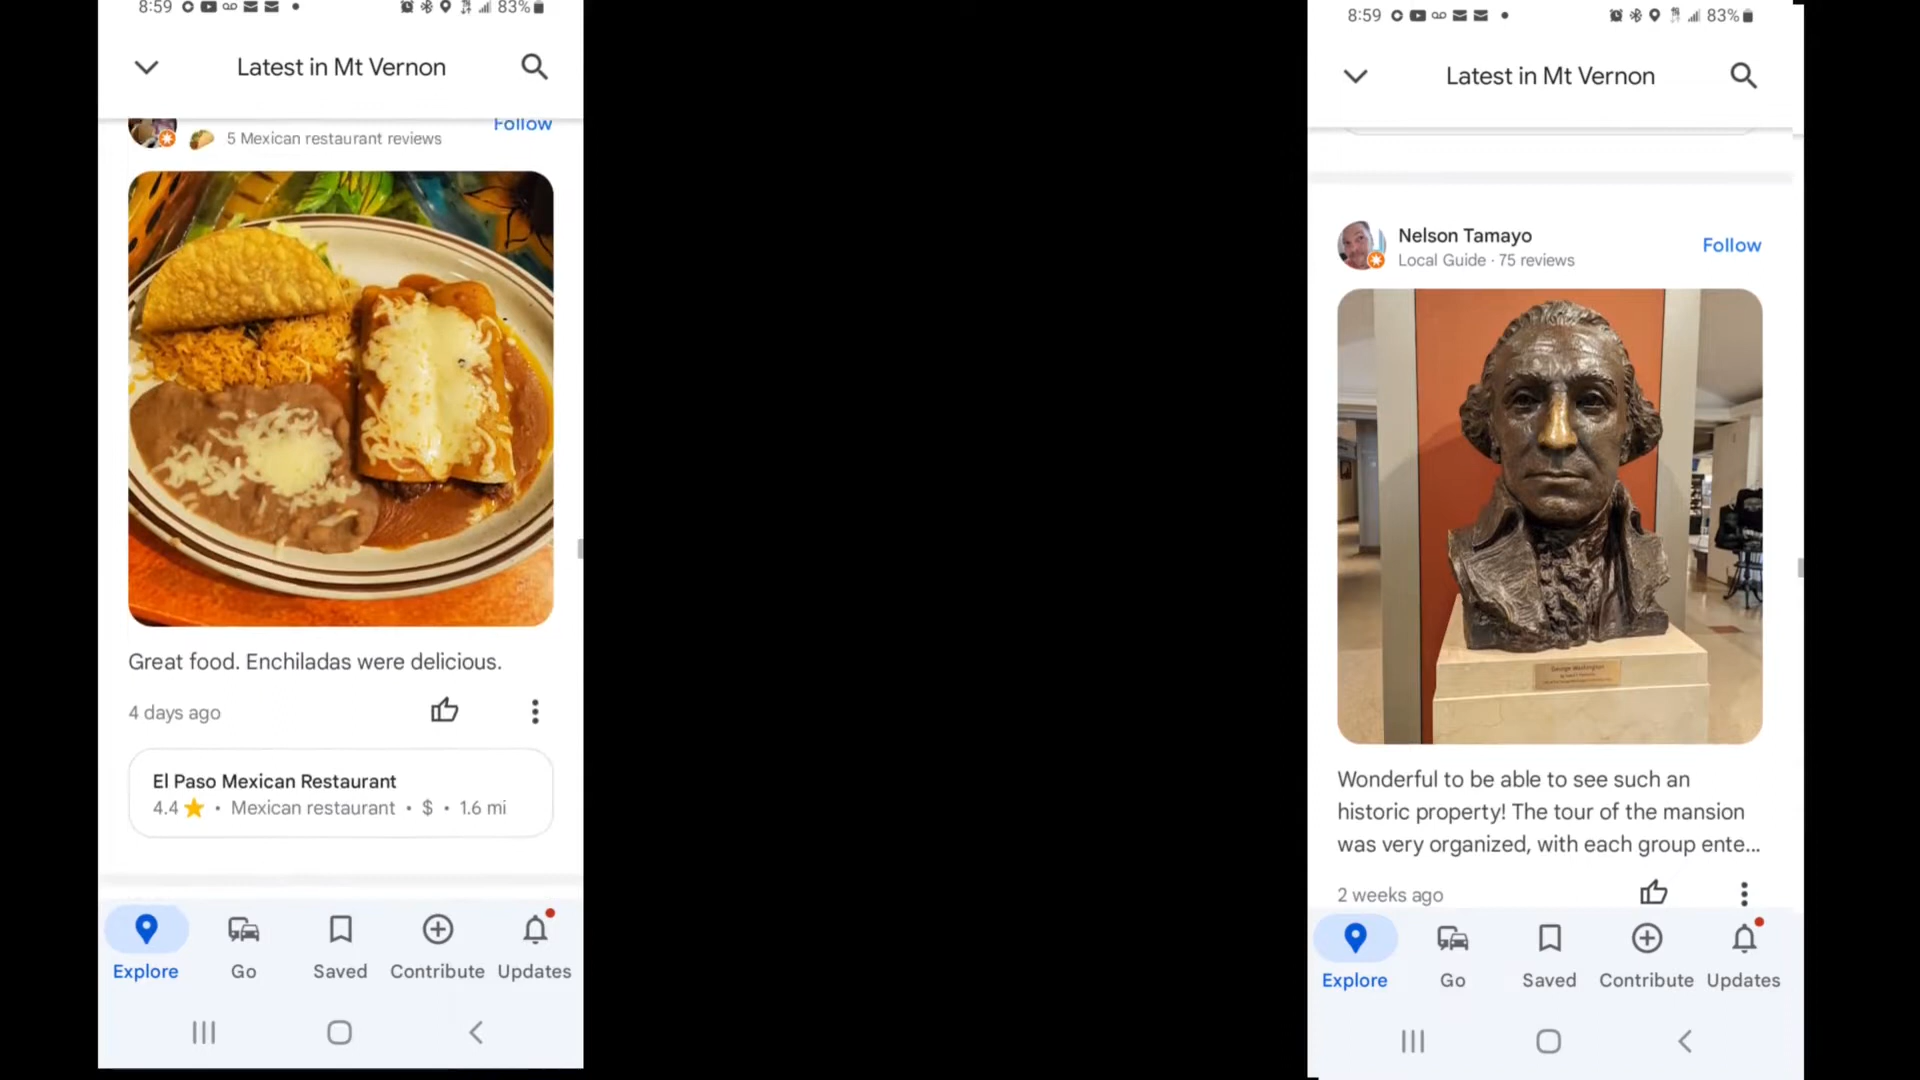 8:59
83%
Latest in Mt Vernon
5 Mexican restaurant reviews
Follow
Great food. Enchiladas were delicious.
4 days ago
El Paso Mexican Restaurant
4.4 ★ • Mexican restaurant • $ • 1.6 mi
Explore
Go
Saved
Contribute
Updates
8:59
83%
Latest in Mt Vernon
Nelson Tamayo
Local Guide · 75 reviews
Follow
George Washington
Wonderful to be able to see such an
historic property! The tour of the mansion
was very organized, with each group ente...
2 weeks ago
Explore
Go
Saved
Contribute
Updates